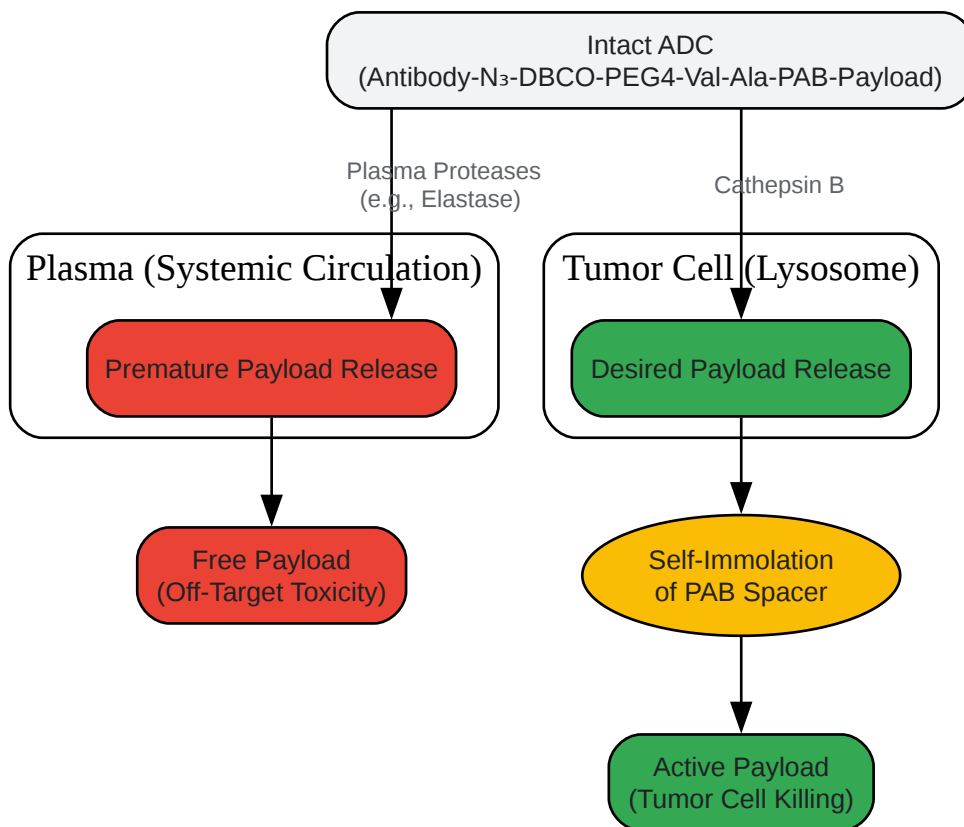 Intact ADC
(Antibody-N₃-DBCO-PEG4-Val-Ala-PAB-Payload)
Plasma Proteases
(e.g., Elastase)
Cathepsin B
Plasma (Systemic Circulation)
Tumor Cell (Lysosome)
Premature Payload Release
Desired Payload Release
Free Payload
(Off-Target Toxicity)
Self-Immolation
of PAB Spacer
Active Payload
(Tumor Cell Killing)